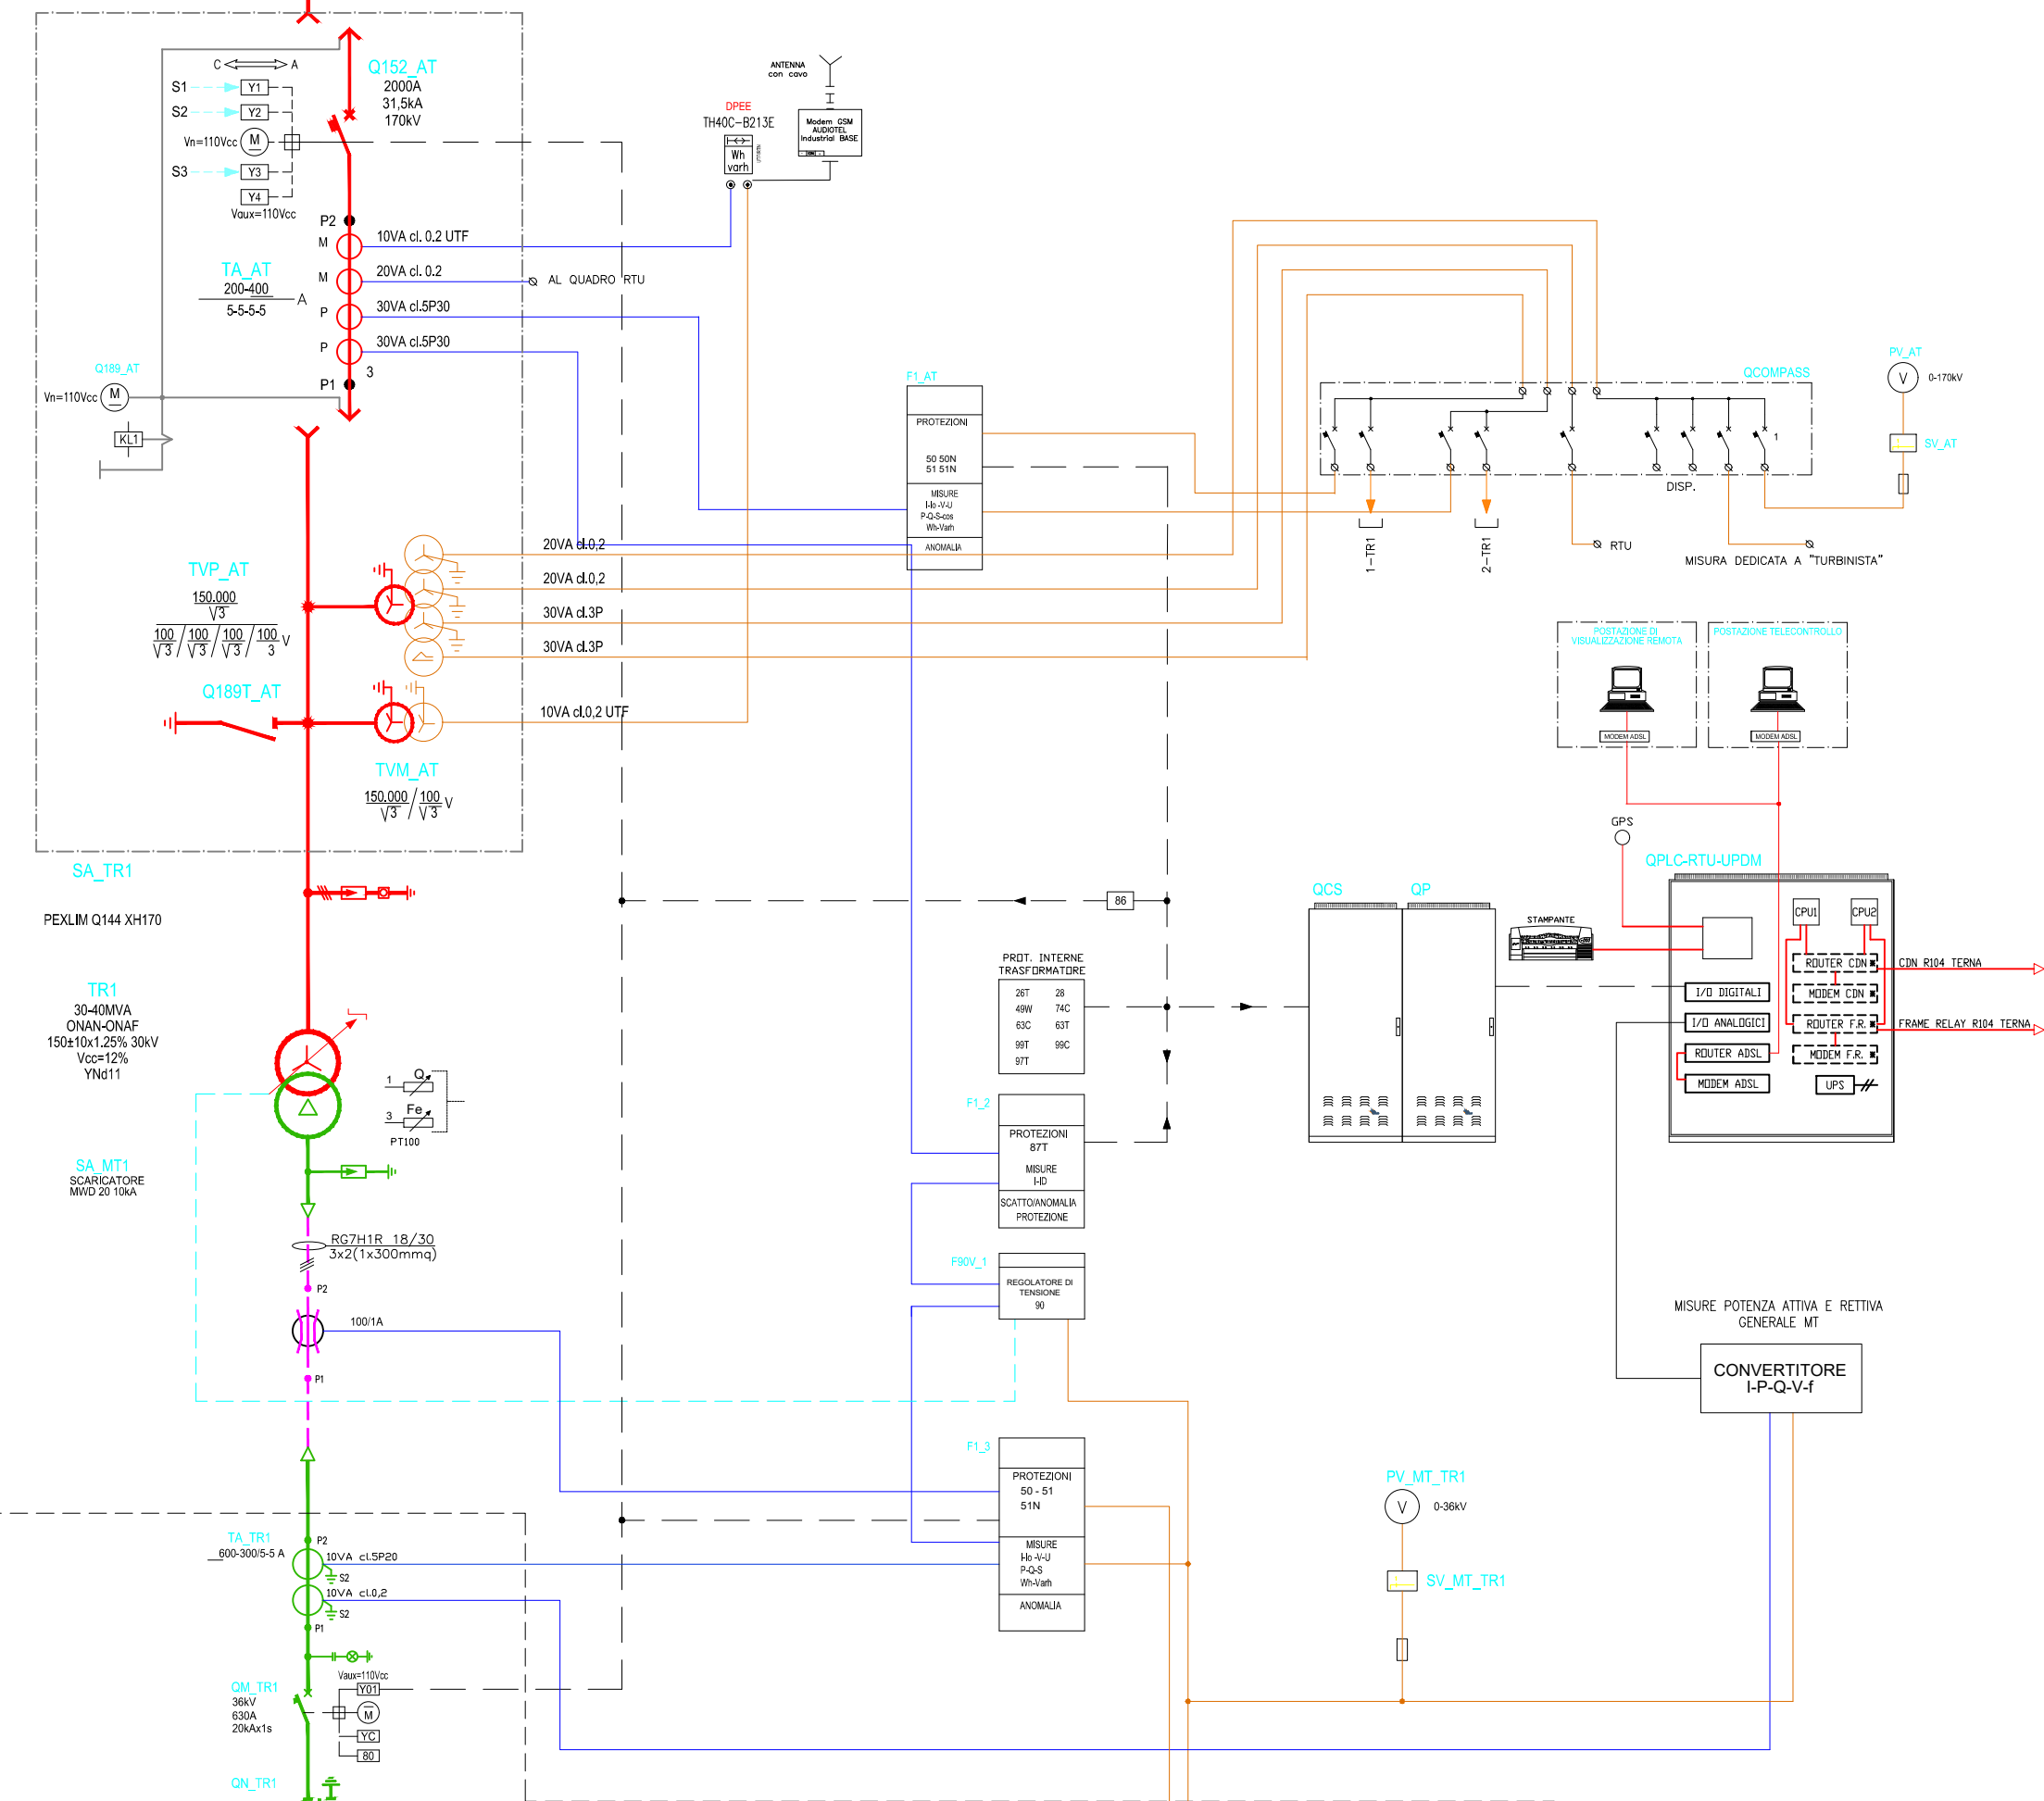 C
A
S1
Y1
S2
Y2
Vn=110Vcc
M
S3
Y3
Y4
Vaux=110Vcc
Q152_AT
2000A
31,5kA
170kV
P2
M
10VA cl. 0.2 UTF
TA_AT
200-400
A
5-5-5-5
M
20VA cl. 0.2
AL QUADRO RTU
P
30VA cl.5P30
P
30VA cl.5P30
3
P1
Q189_AT
Vn=110Vcc
M
KL1
ANTENNA
con cavo
DPEE
TH40C-B213E
Wh
varh
Modem GSM
AUDIOTEL
Industrial BASE
F1_AT
PROTEZIONI
50 50N
51 51N
MISURE
I-Io -V-U
P-Q-S-cos
Wh-Varh
ANOMALIA
QCOMPASS
1
DISP.
1-TR1
2-TR1
RTU
MISURA DEDICATA A "TURBINISTA"
PV_AT
V
0-170kV
SV_AT
TVP_AT
150.000
√3
100 / 100 / 100 / 100 V
√3 / √3 / √3 / 3
20VA cl.0,2
20VA cl.0,2
30VA cl.3P
30VA cl.3P
Q189T_AT
10VA cl.0,2 UTF
TVM_AT
150.000 / 100 V
√3 / √3
POSTAZIONE DI
VISUALIZZAZIONE REMOTA
MODEM ADSL
POSTAZIONE TELECONTROLLO
MODEM ADSL
SA_TR1
PEXLIM Q144 XH170
86
TR1
30-40MVA
ONAN-ONAF
150±10x1.25% 30kV
Vcc=12%
YNd11
1
Q
3
Fe
PT100
PROT. INTERNE
TRASFORMATORE
26T 28
49W 74C
63C 63T
99T 99C
97T
QCS
QP
STAMPANTE
GPS
QPLC-RTU-UPDM
CPU1
CPU2
ROUTER CDN
CDN R104 TERNA
I/O DIGITALI
MODEM CDN
I/O ANALOGICI
ROUTER F.R.
FRAME RELAY R104 TERNA
ROUTER ADSL
MODEM F.R.
MODEM ADSL
UPS
SA_MT1
SCARICATORE
MWD 20 10kA
F1_2
PROTEZIONI
87T
MISURE
I-ID
SCATTO/ANOMALIA
PROTEZIONE
RG7H1R 18/30
3x2(1x300mmq)
P2
100/1A
P1
F90V_1
REGOLATORE DI
TENSIONE
90
MISURE POTENZA ATTIVA E RETTIVA
GENERALE MT
CONVERTITORE
I-P-Q-V-f
F1_3
PROTEZIONI
50 - 51
51N
MISURE
I-Io -V-U
P-Q-S
Wh-Varh
ANOMALIA
PV_MT_TR1
V
0-36kV
SV_MT_TR1
TA_TR1
600-300/5-5 A
P2
10VA cl.5P20
S2
10VA cl.0,2
S2
P1
QM_TR1
36kV
630A
20kAx1s
Vaux=110Vcc
Y01
M
YC
80
QN_TR1